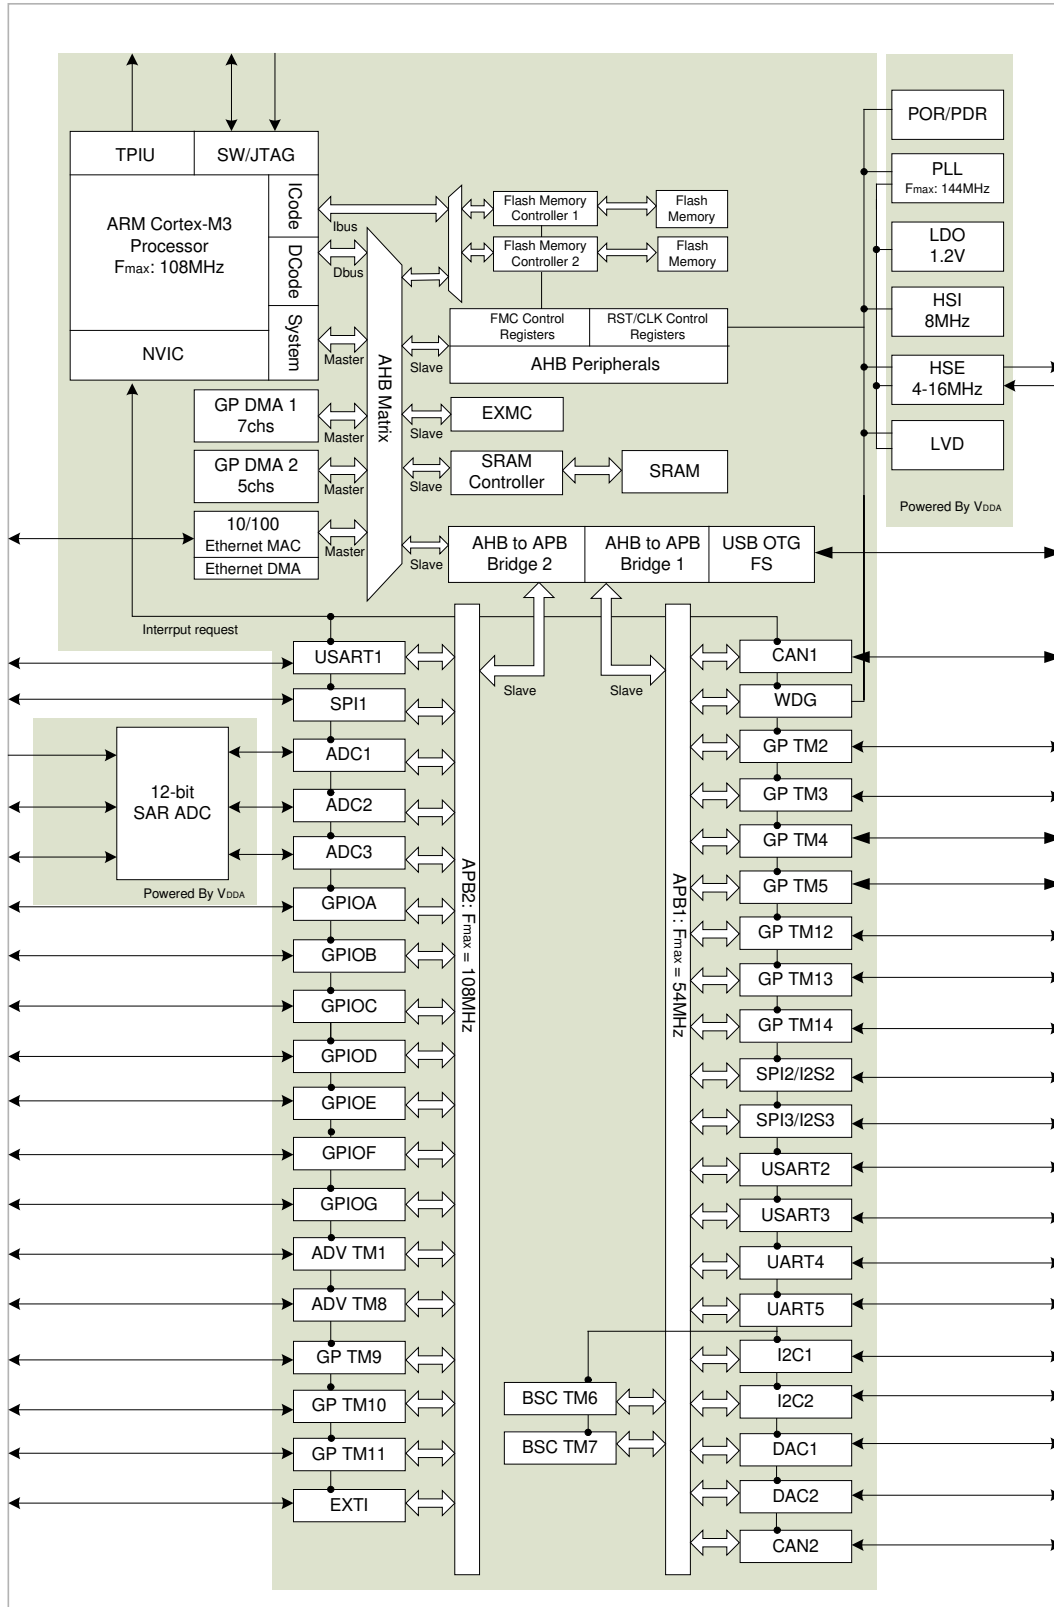 POR/PDR
TPIU
SW/JTAG
PLL
Fmax: 144MHz
ICode
ARM Cortex-M3
Processor
Fmax: 108MHz
Ibus
Flash Memory
Controller 1
Flash
Memory
LDO
1.2V
DCode
Dbus
Flash Memory
Controller 2
Flash
Memory
HSI
8MHz
System
FMC Control
Registers
RST/CLK Control
Registers
NVIC
Master
AHB Matrix
Slave
AHB Peripherals
HSE
4-16MHz
GP DMA 1
7chs
Master
Slave
EXMC
LVD
GP DMA 2
5chs
Master
Slave
SRAM
Controller
SRAM
Powered By VDDA
10/100
Ethernet MAC
Ethernet DMA
Master
Slave
AHB to APB
Bridge 2
AHB to APB
Bridge 1
USB OTG
FS
Interrput request
USART1
CAN1
Slave
Slave
SPI1
WDG
ADC1
GP TM2
12-bit
SAR ADC
ADC2
GP TM3
ADC3
GP TM4
Powered By VDDA
APB2: Fmax = 108MHz
APB1: Fmax = 54MHz
GPIOA
GP TM5
GPIOB
GP TM12
GPIOC
GP TM13
GPIOD
GP TM14
GPIOE
SPI2/I2S2
GPIOF
SPI3/I2S3
GPIOG
USART2
ADV TM1
USART3
ADV TM8
UART4
GP TM9
UART5
GP TM10
I2C1
BSC TM6
I2C2
GP TM11
BSC TM7
DAC1
EXTI
DAC2
CAN2